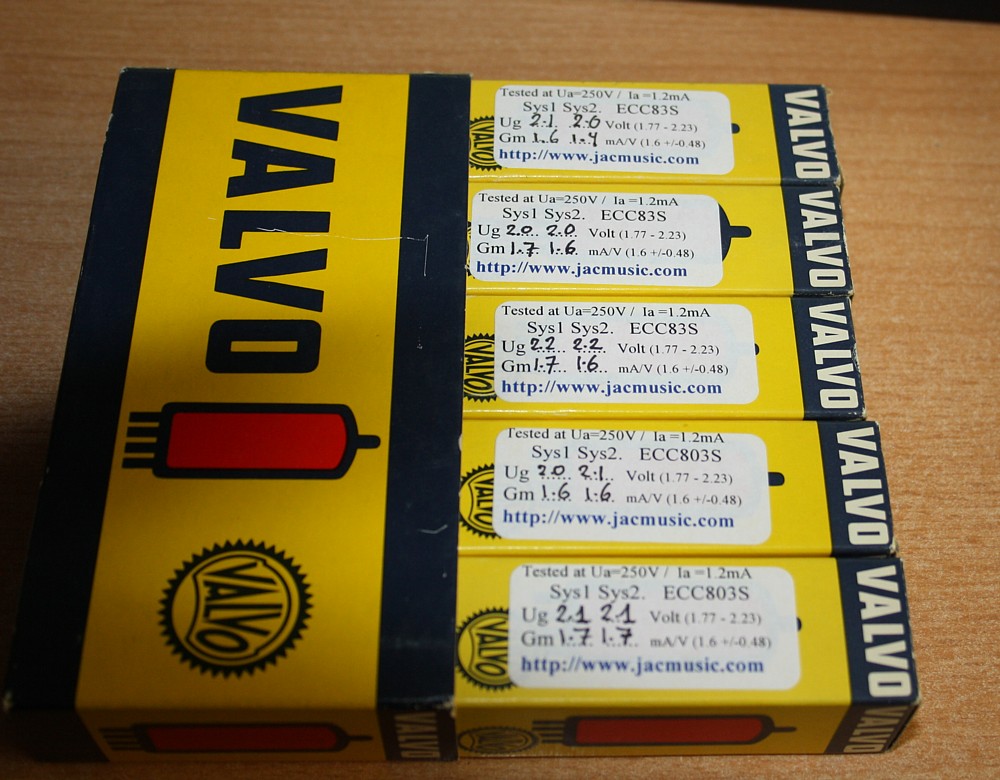 VALVO
VALVO
VALVO
Tested at Ua=250V / Ia =1.2mA
Sys1 Sys2. ECC83S
Ug 2.1. 2.0 Volt (1.77 - 2.23)
Gm 1.6 1.4 mA/V (1.6 +/-0.48)
http://www.jacmusic.com
VALVO
VALVO
Tested at Ua=250V / Ia =1.2mA
Sys1 Sys2. ECC83S
Ug 2.0.. 2.0. Volt (1.77 - 2.23)
Gm 1.7 1.6. mA/V (1.6 +/-0.48)
http://www.jacmusic.com
VALVO
Tested at Ua=250V / Ia =1.2mA
Sys1 Sys2. ECC83S
Ug 2.2... 2.2.. Volt (1.77 - 2.23)
Gm 1.7.. 1.6.. mA/V (1.6 +/-0.48)
http://www.jacmusic.com
VALVO
VALVO
Tested at Ua=250V / Ia =1.2mA
Sys1 Sys2. ECC803S
Ug 2.0. 2.1.. Volt (1.77 - 2.23)
Gm 1.6 1.6. mA/V (1.6 +/-0.48)
http://www.jacmusic.com
VALVO
VALVO
Tested at Ua=250V / Ia =1.2mA
Sys1 Sys2. ECC803S
Ug 2.1 2.1 Volt (1.77 - 2.23)
Gm 1.7. 1.7.. mA/V (1.6 +/-0.48)
http://www.jacmusic.com
VALVO
VALVO
VALVO
VALVO